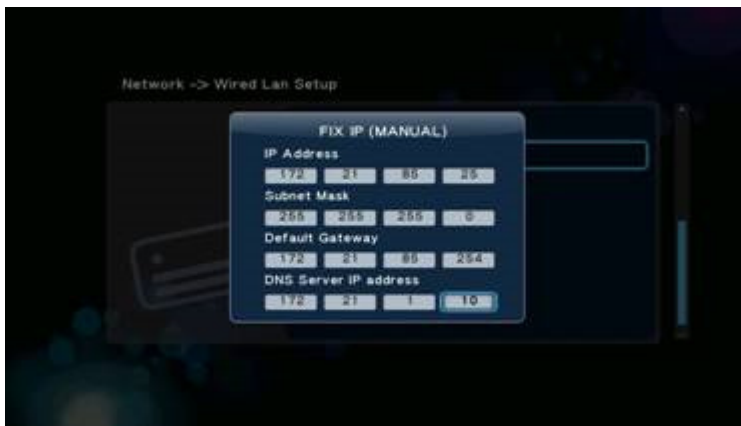 Network -> Wired Lan Setup
FIX IP (MANUAL)
IP Address
172 21 85 25
Subnet Mask
255 255 255 0
Default Gateway
172 21 85 254
DNS Server IP address
172 21 1 10